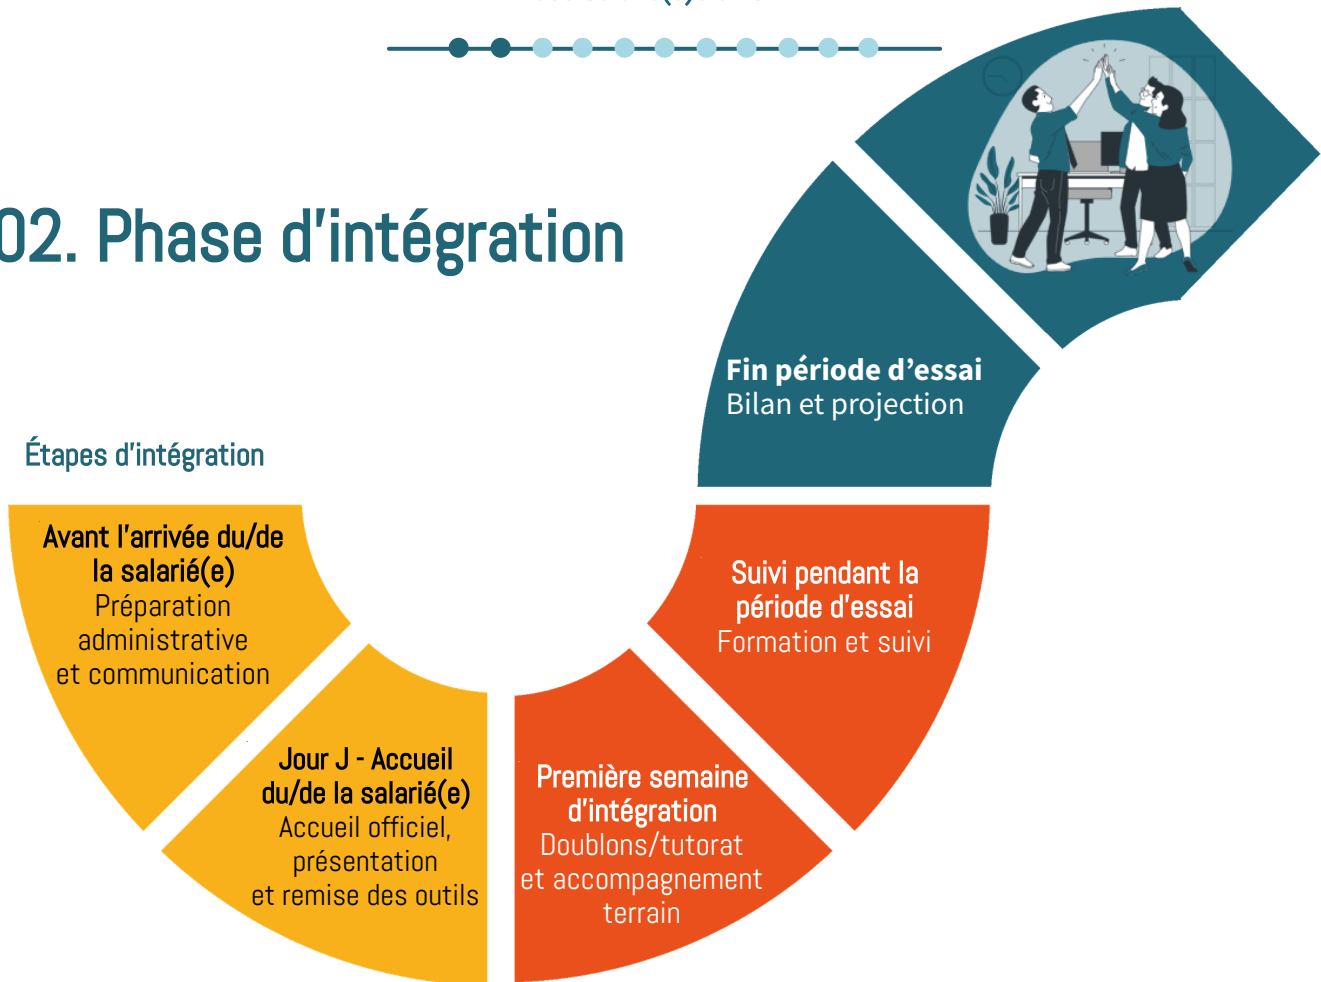 02. Phase d'intégration
Étapes d'intégration
Avant l'arrivée du/de
la salarié(e)
Préparation
administrative
et communication
Jour J - Accueil
du/de la salarié(e)
Accueil officiel,
présentation
et remise des outils
Première semaine
d'intégration
Doublons/tutorat
et accompagnement
terrain
Suivi pendant la
période d'essai
Formation et suivi
Fin période d’essai
Bilan et projection